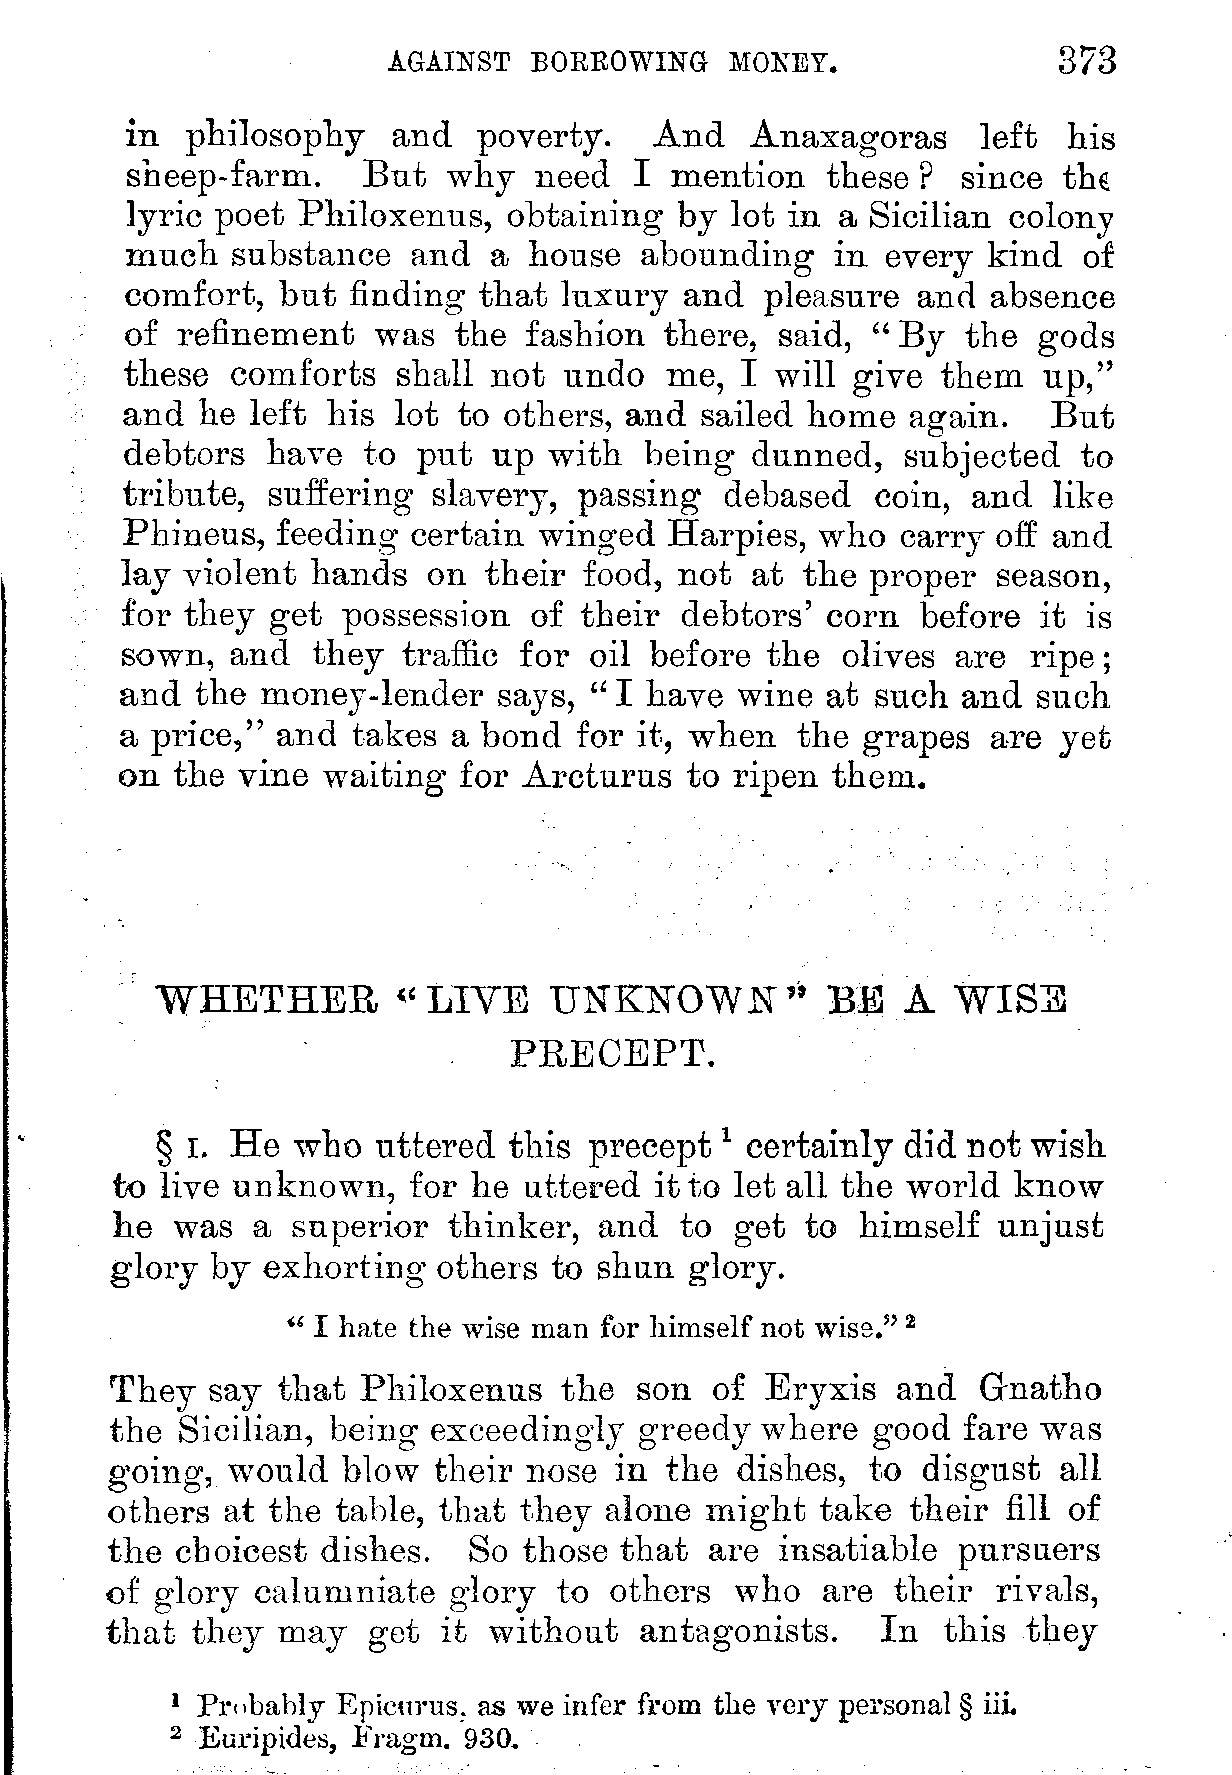 AGAINST BORROWING MONEY. 373
in philosophy and poverty. And Anaxagoras left his
sheep-farm. But why need I mention these? since the
lyric poet Philoxenus, obtaining by lot in a Sicilian colony
much substance and a house abounding in every kind of
comfort, but finding that luxury and pleasure and absence
of refinement was the fashion there, said, “By the gods
these comforts shall not undo me, I will give them up,”
and he left his lot to others, and sailed home again. But
debtors have to put up with being dunned, subjected to
tribute, suffering slavery, passing debased coin, and like
Phineus, feeding certain winged Harpies, who carry off and
lay violent hands on their food, not at the proper season,
for they get possession of their debtors’ corn before it is
sown, and they traffic for oil before the olives are ripe;
and the money-lender says, “I have wine at such and such
a price,” and takes a bond for it, when the grapes are yet
on the vine waiting for Arcturus to ripen them.
WHETHER “LIVE UNKNOWN” BE A WISE
PRECEPT.
§ I. He who uttered this precept ¹ certainly did not wish
to live unknown, for he uttered it to let all the world know
he was a superior thinker, and to get to himself unjust
glory by exhorting others to shun glory.
“I hate the wise man for himself not wise.” ²
They say that Philoxenus the son of Eryxis and Gnatho
the Sicilian, being exceedingly greedy where good fare was
going, would blow their nose in the dishes, to disgust all
others at the table, that they alone might take their fill of
the choicest dishes. So those that are insatiable pursuers
of glory calumniate glory to others who are their rivals,
that they may get it without antagonists. In this they
¹ Probably Epicurus, as we infer from the very personal § iii.
² Euripides, Fragm. 930.